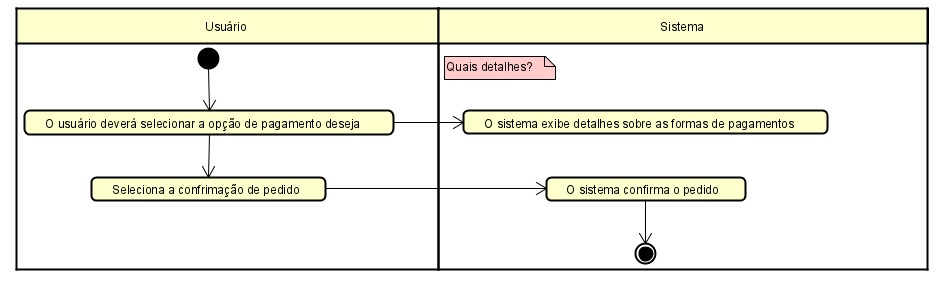 Usuário
Sistema
Quais detalhes?
O usuário deverá selecionar a opção de pagamento deseja
O sistema exibe detalhes sobre as formas de pagamentos
Seleciona a confrimação de pedido
O sistema confirma o pedido